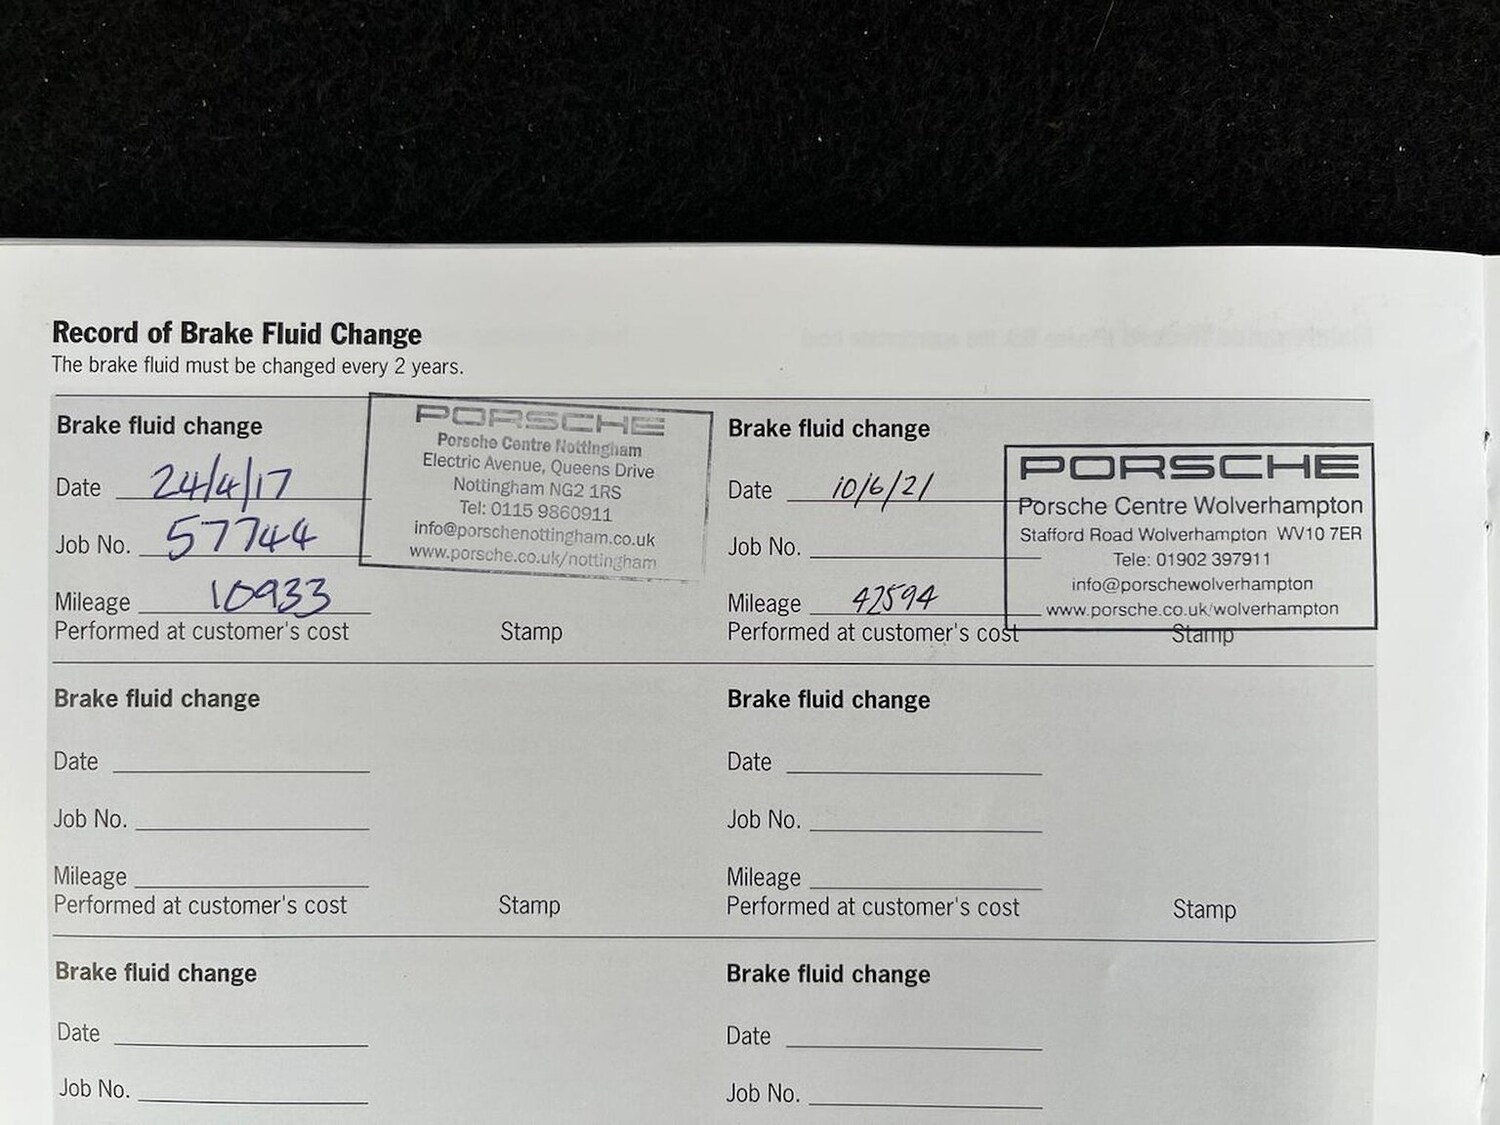 Record of Brake Fluid Change
The brake fluid must be changed every 2 years.
Brake fluid change
Date 24/4/17
Job No. 57744
Mileage 10933
Performed at customer's cost
Stamp
PORSCHE
Porsche Centre Nottingham
Electric Avenue, Queens Drive
Nottingham NG2 1RS
Tel: 0115 9860911
info@porschenottingham.co.uk
www.porsche.co.uk/nottingham
Brake fluid change
Date 10/6/21
Job No.
Mileage 42594
Performed at customer's cost
Stamp
PORSCHE
Porsche Centre Wolverhampton
Stafford Road Wolverhampton WV10 7ER
Tele: 01902 397911
info@porschewolverhampton
www.porsche.co.uk/wolverhampton
Brake fluid change
Date
Job No.
Mileage
Performed at customer's cost
Stamp
Brake fluid change
Date
Job No.
Mileage
Performed at customer's cost
Stamp
Brake fluid change
Date
Job No.
Brake fluid change
Date
Job No.